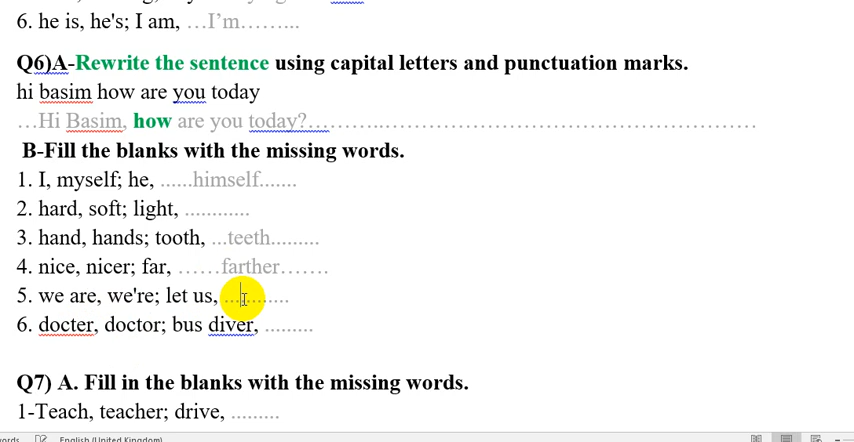 6. he is, he's; I am, …I'm……...
Q6)A-Rewrite the sentence using capital letters and punctuation marks.
hi basim how are you today
…Hi Basim, how are you today?………...……………………………………………
B-Fill the blanks with the missing words.
1. I, myself; he, ......himself.......
2. hard, soft; light, ............
3. hand, hands; tooth, ...teeth.........
4. nice, nicer; far, ……farther…….
5. we are, we're; let us, ............
6. docter, doctor; bus diver, .........
Q7) A. Fill in the blanks with the missing words.
1-Teach, teacher; drive, .........
English (United Kingdom)